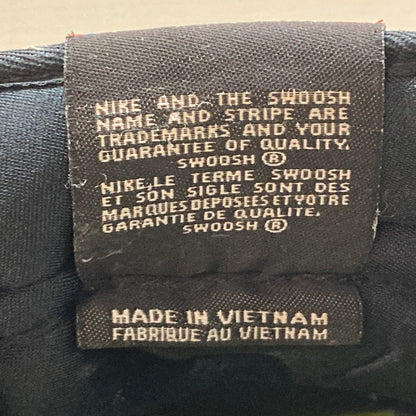 NIKE AND THE SWOOSH
NAME AND STRIPE ARE
TRADEMARKS AND YOUR
GUARANTEE OF QUALITY.
SWOOSH ®
NIKE,LE TERME SWOOSH
ET SON SIGLE SONT DES
MARQUES DEPOSÉES ET VOTRE
GARANTIE DE QUALITE.
SWOOSH ®
MADE IN VIETNAM
FABRIQUE AU VIETNAM